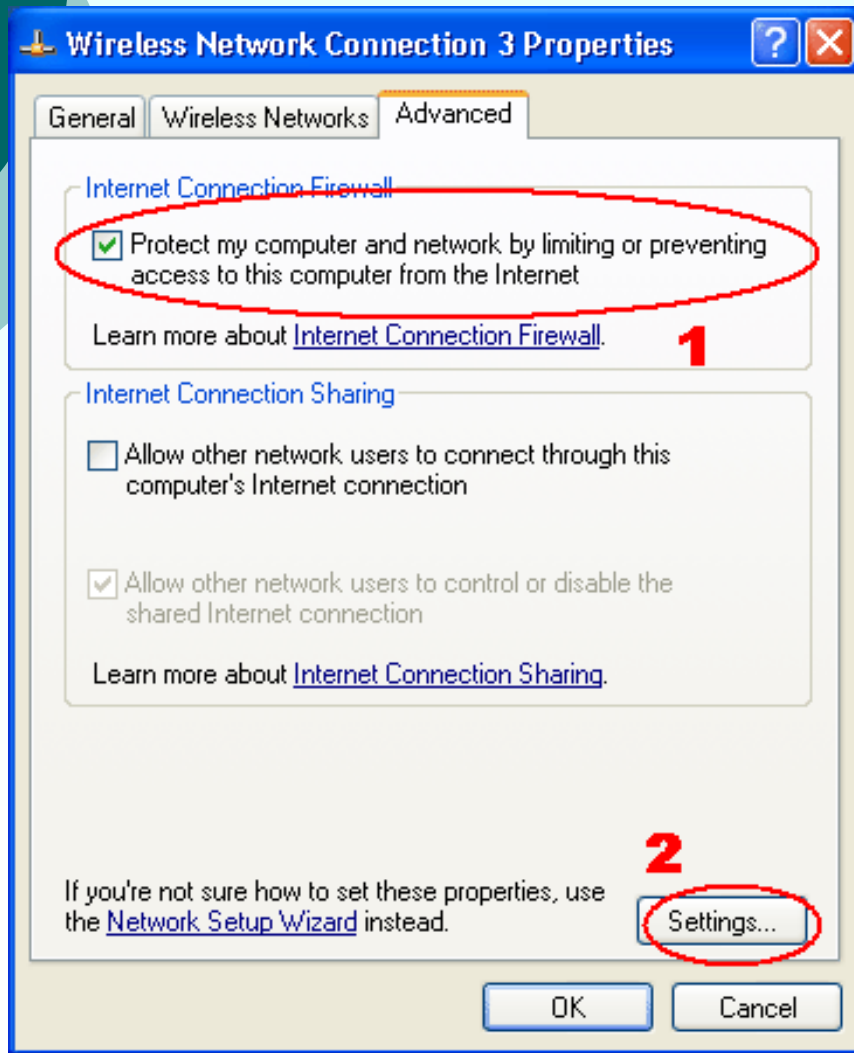 Wireless Network Connection 3 Properties
General Wireless Networks Advanced
Internet Connection Firewall
Protect my computer and network by limiting or preventing
access to this computer from the Internet
Learn more about Internet Connection Firewall.
1
Internet Connection Sharing
Allow other network users to connect through this
computer's Internet connection
Allow other network users to control or disable the
shared Internet connection
Learn more about Internet Connection Sharing.
2
If you're not sure how to set these properties, use
the Network Setup Wizard instead.
Settings...
OK Cancel